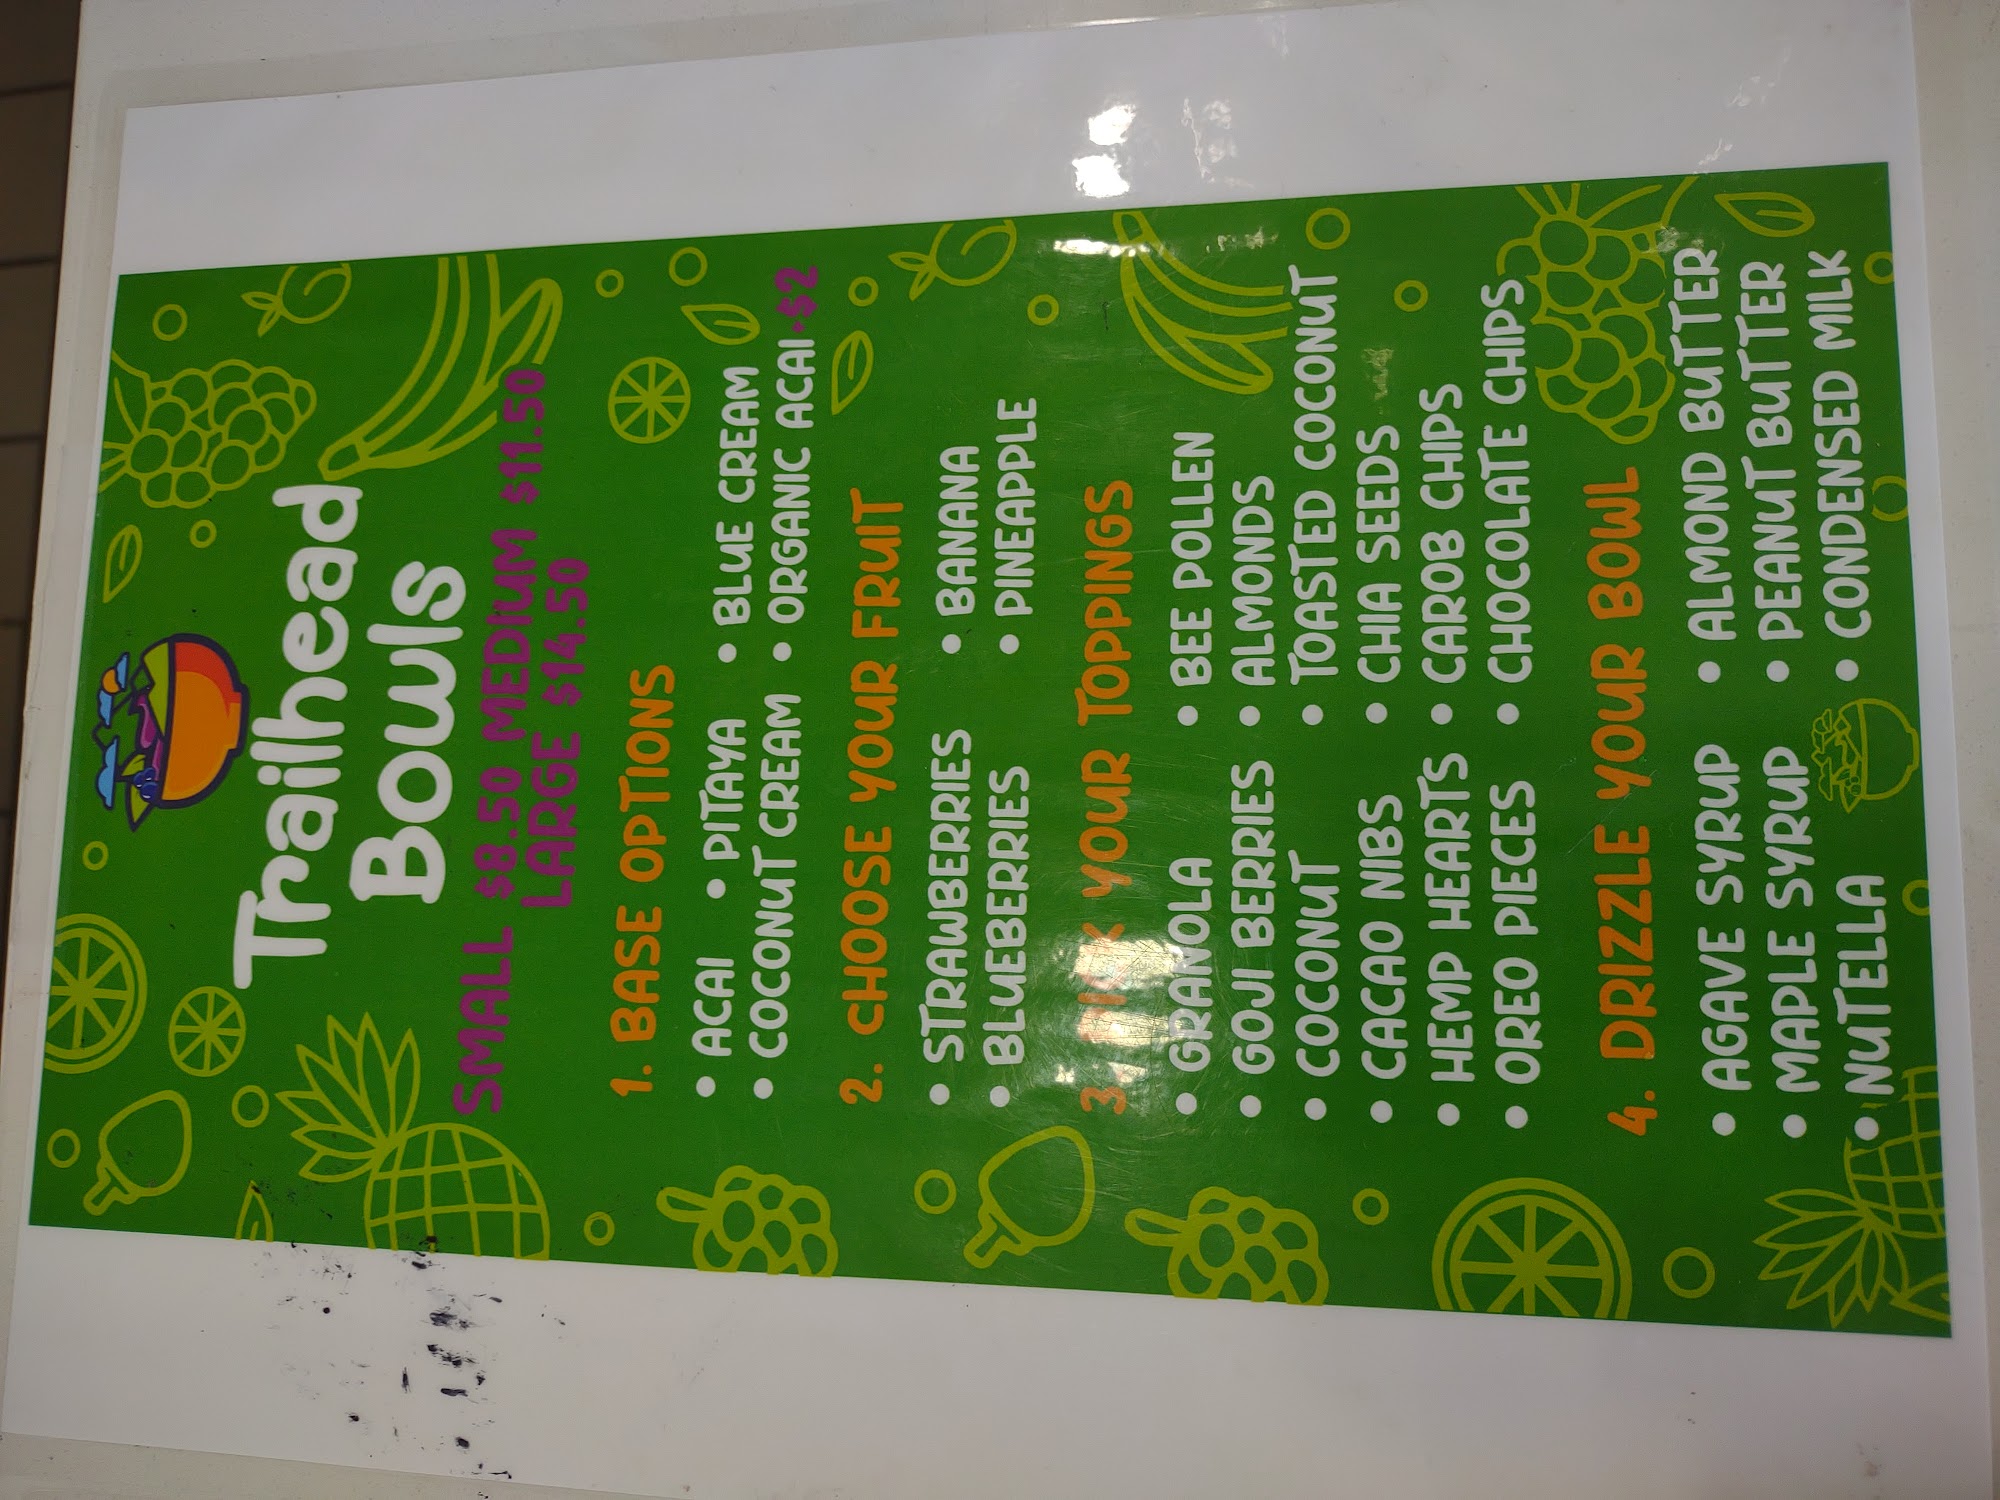 Trailhead
Bowls
SMALL $8.50 MEDIUM $11.50
LARGE $14.50
1. BASE OPTIONS
• ACAI • PITAYA • BLUE CREAM
• COCONUT CREAM • ORGANIC ACAI +$2
2. CHOOSE YOUR FRUIT
• STRAWBERRIES • BANANA
• BLUEBERRIES • PINEAPPLE
3. PICK YOUR TOPPINGS
• GRANOLA • BEE POLLEN
• GOJI BERRIES • ALMONDS
• COCONUT • TOASTED COCONUT
• CACAO NIBS • CHIA SEEDS
• HEMP HEARTS • CAROB CHIPS
• OREO PIECES • CHOCOLATE CHIPS
4. DRIZZLE YOUR BOWL
• AGAVE SYRUP • ALMOND BUTTER
• MAPLE SYRUP • PEANUT BUTTER
• NUTELLA • CONDENSED MILK